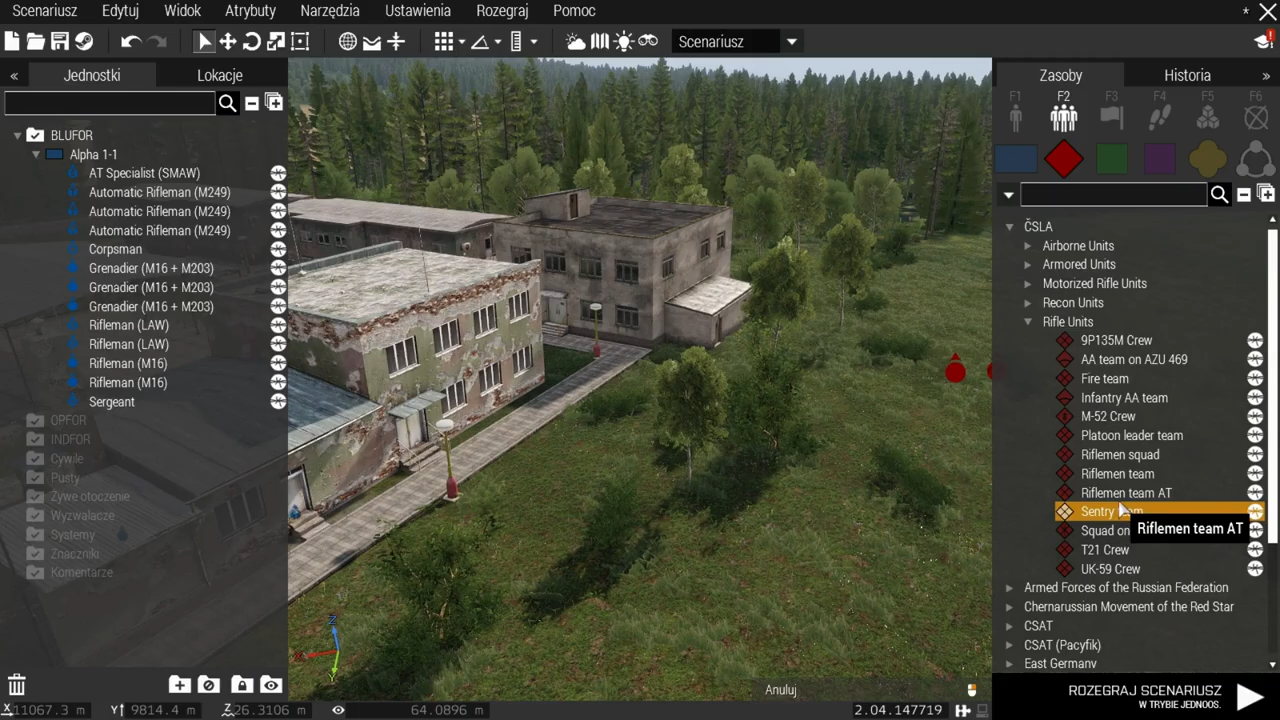 Scenariusz Edytuj Widok Atrybuty Narzędzia Ustawienia Rozegraj Pomoc *
Scenariusz
« Jednostki Lokacje
Zasoby Historia »
F1 F2 F3 F4 F5 F6
BLUFOR
Alpha 1-1
AT Specialist (SMAW)
Automatic Rifleman (M249)
Automatic Rifleman (M249)
Automatic Rifleman (M249)
Corpsman
Grenadier (M16 + M203)
Grenadier (M16 + M203)
Grenadier (M16 + M203)
Rifleman (LAW)
Rifleman (LAW)
Rifleman (M16)
Rifleman (M16)
Sergeant
OPFOR
INDFOR
Cywile
Pusty
Żywe otoczenie
Wyzwalacze
Systemy
Znaczniki
Komentarze
ČSLA
Airborne Units
Armored Units
Motorized Rifle Units
Recon Units
Rifle Units
9P135M Crew
AA team on AZU 469
Fire team
Infantry AA team
M-52 Crew
Platoon leader team
Riflemen squad
Riflemen team
Riflemen team AT
Sentry team
Riflemen team AT
Squad on
T21 Crew
UK-59 Crew
Armed Forces of the Russian Federation
Chernarussian Movement of the Red Star
CSAT
CSAT (Pacyfik)
East Germany
Anuluj
X 11067.3 m Y 9814.4 m Z 26.3106 m 64.0896 m 2.04.147719
ROZEGRAJ SCENARIUSZ
W TRYBIE JEDNOOS.